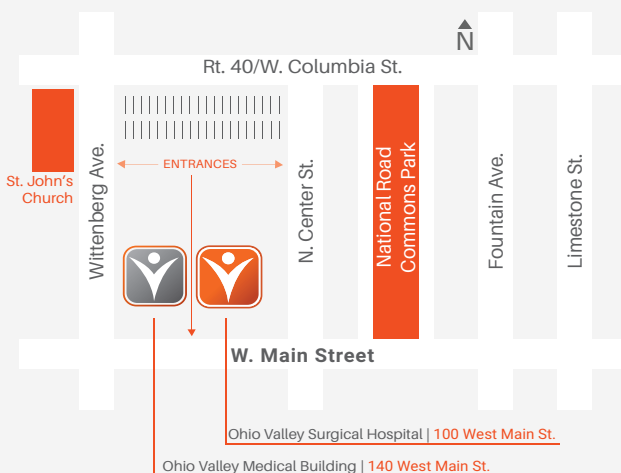 N
Rt. 40/W. Columbia St.
ENTRANCES
St. John's
Church
Wittenberg Ave.
N. Center St.
National Road
Commons Park
Fountain Ave.
Limestone St.
W. Main Street
Ohio Valley Surgical Hospital | 100 West Main St.
Ohio Valley Medical Building | 140 West Main St.